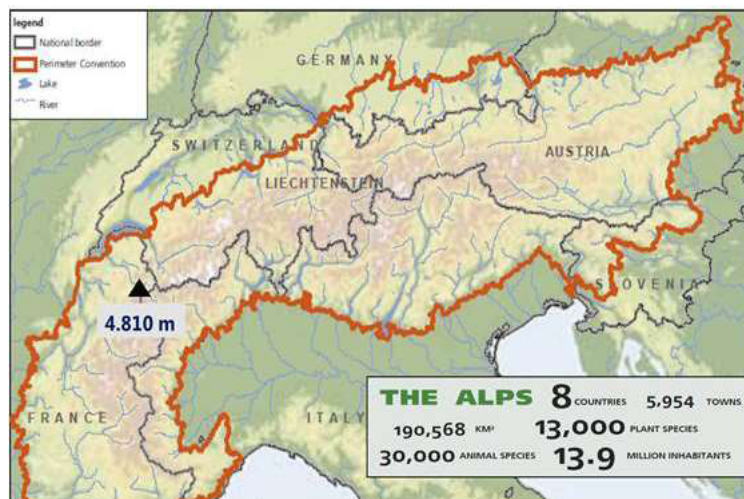 legend
National border
Perimeter Convention
Lake
River
GERMANY
SWITZERLAND
AUSTRIA
LIECHTENSTEIN
SLOVENIA
4.810 m
FRANCE
ITALY
THE ALPS 8 COUNTRIES 5,954 TOWNS
190,568 KM² 13,000 PLANT SPECIES
30,000 ANIMAL SPECIES 13.9 MILLION INHABITANTS